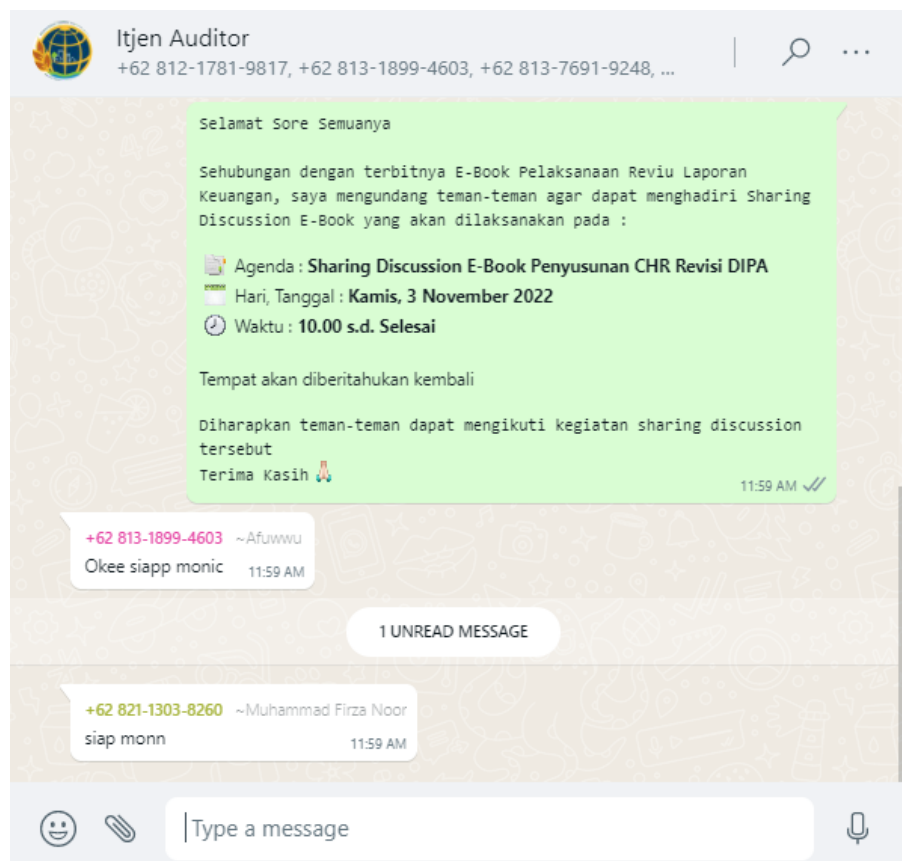 Itjen Auditor
+62 812-1781-9817, +62 813-1899-4603, +62 813-7691-9248, ...
Selamat Sore Semuanya
Sehubungan dengan terbitnya E-Book Pelaksanaan Reviu Laporan
Keuangan, saya mengundang teman-teman agar dapat menghadiri Sharing
Discussion E-Book yang akan dilaksanakan pada :
Agenda : Sharing Discussion E-Book Penyusunan CHR Revisi DIPA
Hari, Tanggal : Kamis, 3 November 2022
Waktu : 10.00 s.d. Selesai
Tempat akan diberitahukan kembali
Diharapkan teman-teman dapat mengikuti kegiatan sharing discussion
tersebut
Terima Kasih 🙏🏻
11:59 AM
+62 813-1899-4603 ~Afuwwu
Okee siapp monic 11:59 AM
1 UNREAD MESSAGE
+62 821-1303-8260 ~Muhammad Firza Noor
siap monn 11:59 AM
Type a message